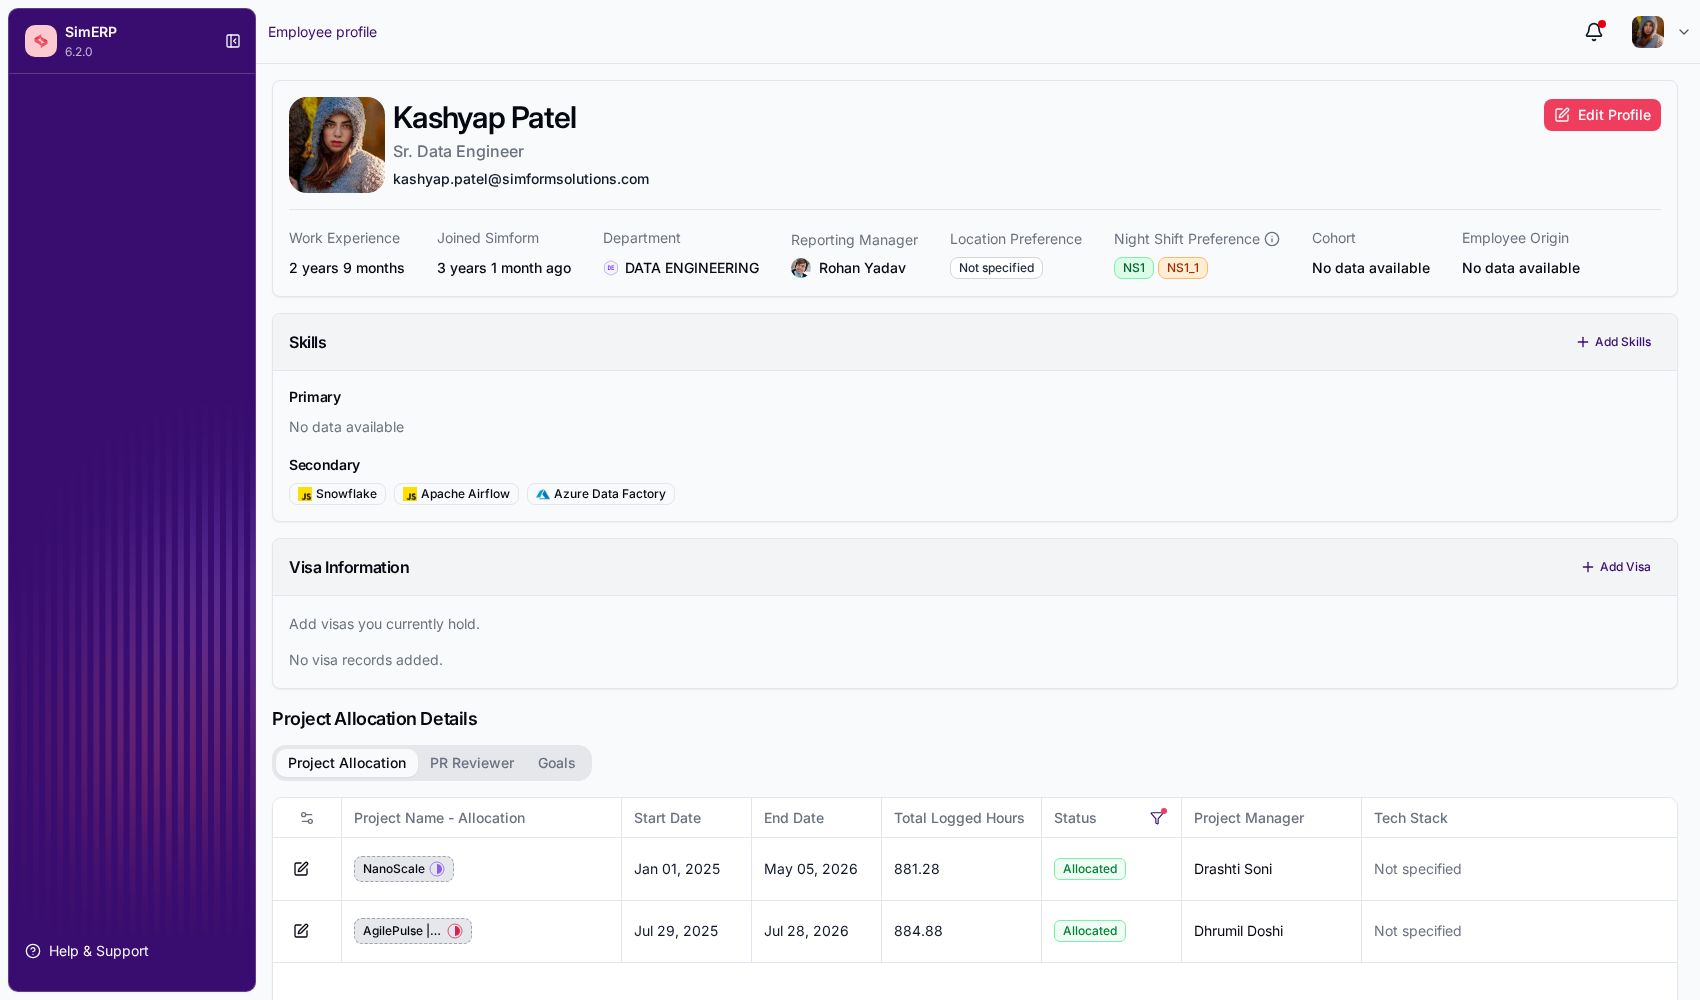 SimERP
6.2.0
Help & Support
Employee profile
Kashyap Patel
Sr. Data Engineer
kashyap.patel@simformsolutions.com
Edit Profile
Work Experience
2 years 9 months
Joined Simform
3 years 1 month ago
Department
DE DATA ENGINEERING
Reporting Manager
Rohan Yadav
Location Preference
Not specified
Night Shift Preference
NS1 NS1_1
Cohort
No data available
Employee Origin
No data available
Skills
Add Skills
Primary
No data available
Secondary
JS Snowflake JS Apache Airflow Azure Data Factory
Visa Information
Add Visa
Add visas you currently hold.
No visa records added.
Project Allocation Details
Project Allocation PR Reviewer Goals
Project Name - Allocation Start Date End Date Total Logged Hours Status Project Manager Tech Stack
NanoScale Jan 01, 2025 May 05, 2026 881.28 Allocated Drashti Soni Not specified
AgilePulse |... Jul 29, 2025 Jul 28, 2026 884.88 Allocated Dhrumil Doshi Not specified